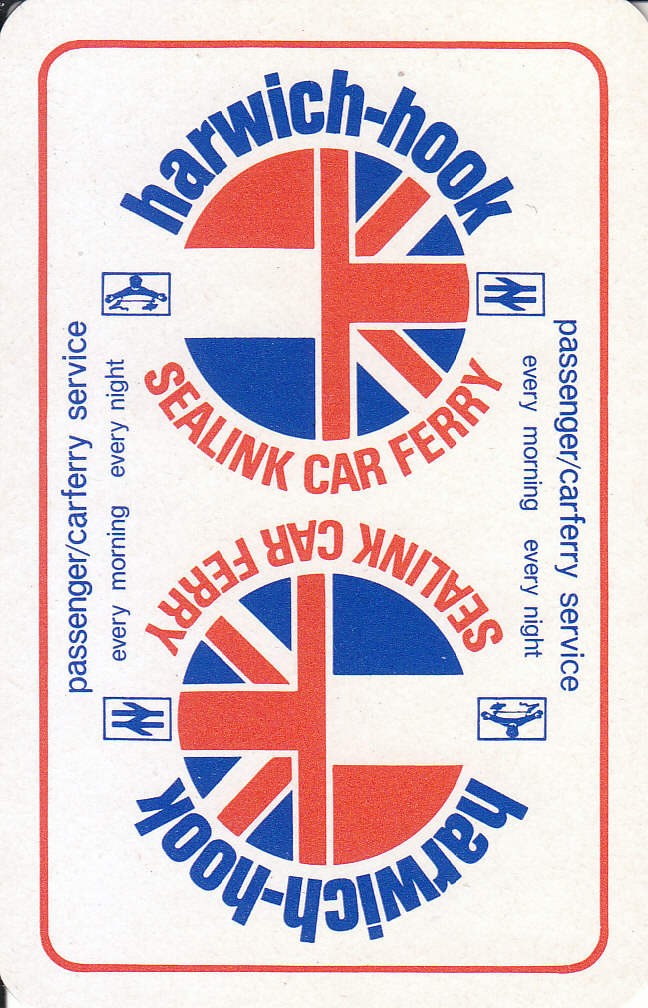 harwich-hook
SEALINK CAR FERRY
passenger/carferry service
every morning every night
passenger/carferry service
every morning every night
SEALINK CAR FERRY
harwich-hook